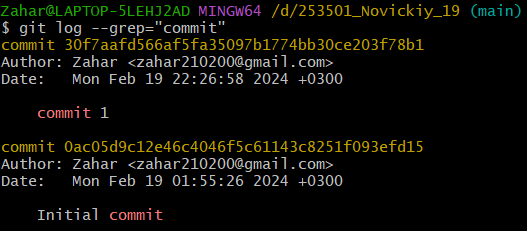 Zahar@LAPTOP-5LEHJ2AD MINGW64 /d/253501_Novickiy_19 (main)
$ git log --grep="commit"
commit 30f7aafd566af5fa35097b1774bb30ce203f78b1
Author: Zahar <zahar210200@gmail.com>
Date:   Mon Feb 19 22:26:58 2024 +0300

    commit 1

commit 0ac05d9c12e46c4046f5c61143c8251f093efd15
Author: Zahar <zahar210200@gmail.com>
Date:   Mon Feb 19 01:55:26 2024 +0300

    Initial commit